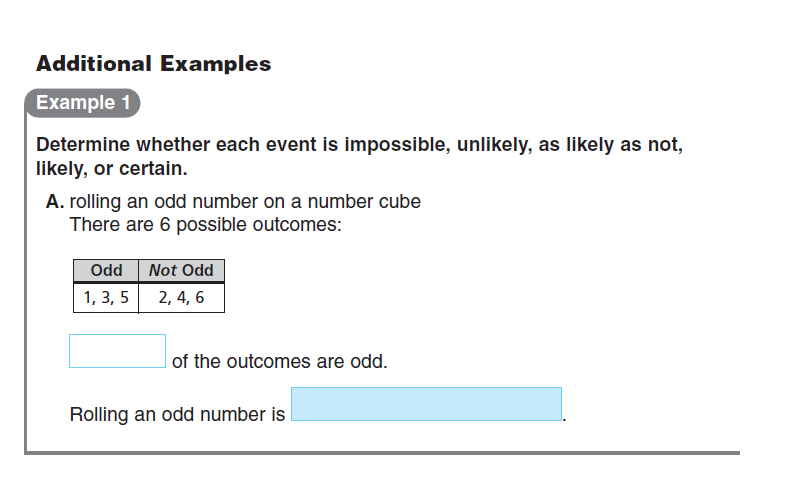 Additional Examples
Example 1
Determine whether each event is impossible, unlikely, as likely as not,
likely, or certain.
A. rolling an odd number on a number cube
There are 6 possible outcomes:
Odd Not Odd
1, 3, 5 2, 4, 6
of the outcomes are odd.
Rolling an odd number is .